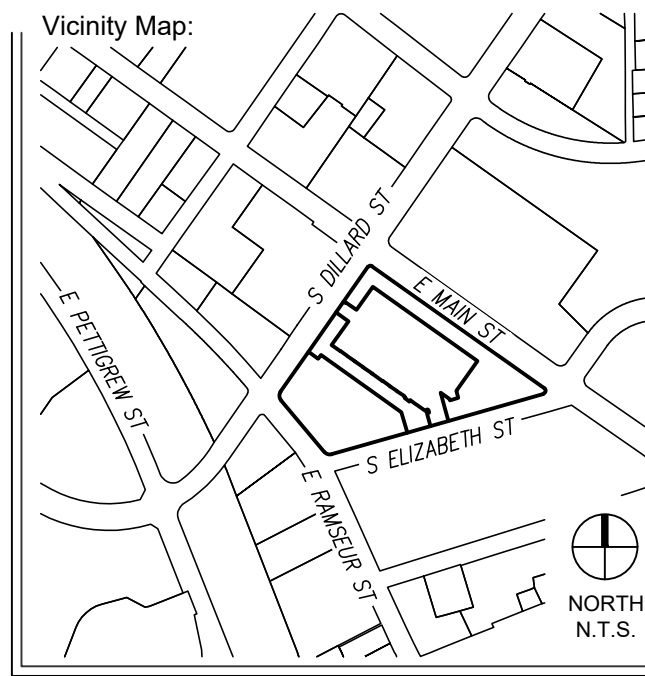 Vicinity Map:
S DILLARD ST
E MAIN ST
E PETTIGREW ST
S ELIZABETH ST
E RAMSEUR ST
NORTH
N.T.S.